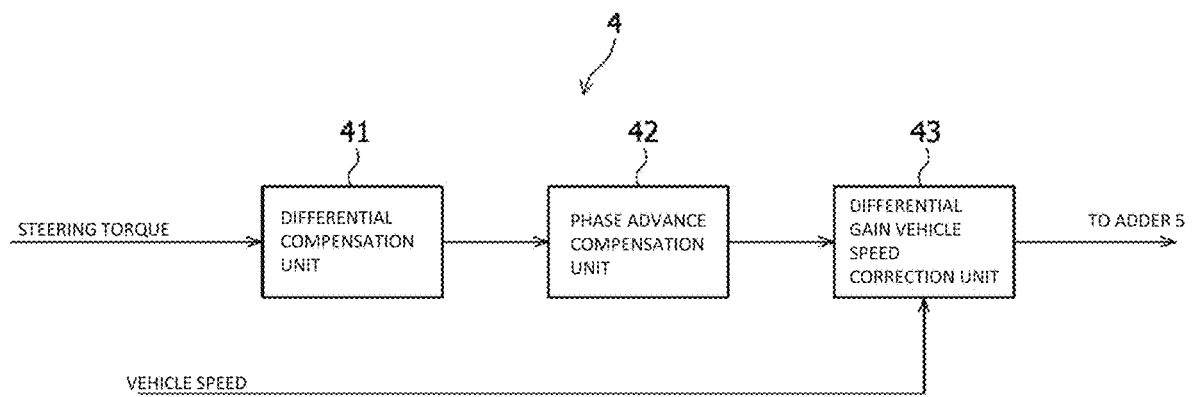 4
41
42
43
STEERING TORQUE
DIFFERENTIAL
COMPENSATION
UNIT
PHASE ADVANCE
COMPENSATION
UNIT
DIFFERENTIAL
GAIN VEHICLE
SPEED
CORRECTION UNIT
TO ADDER 5
VEHICLE SPEED